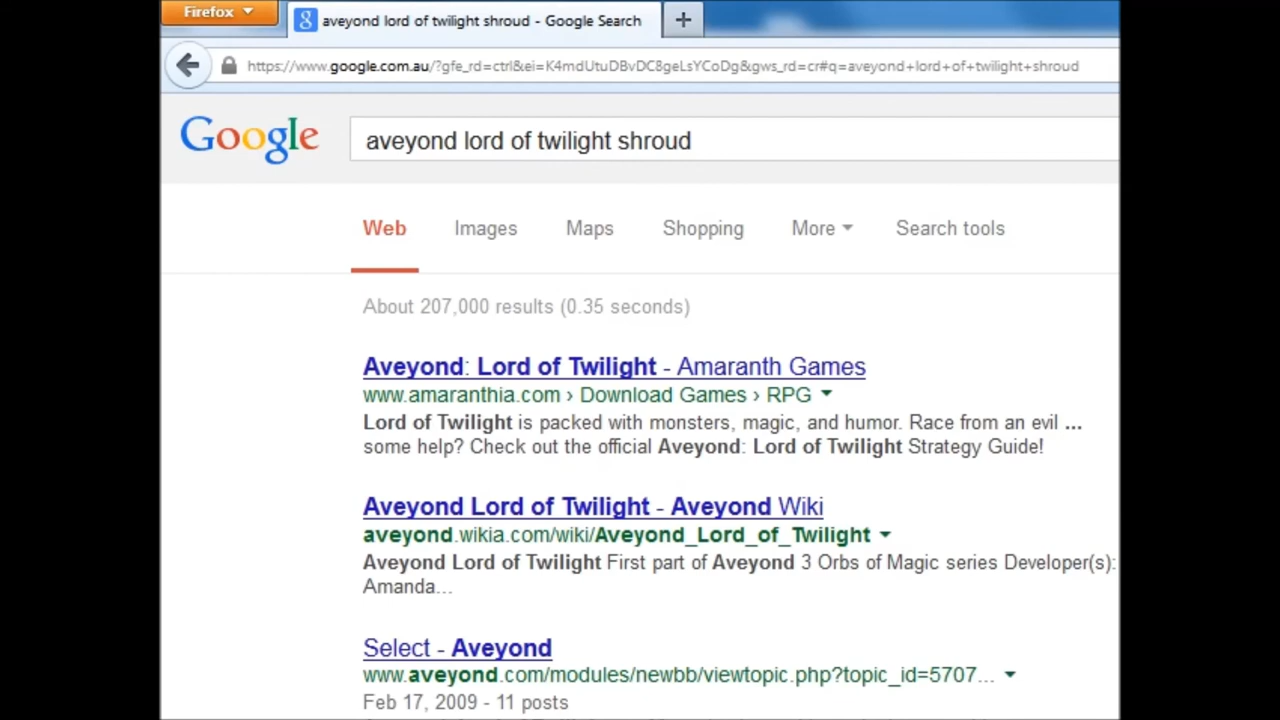 Firefox
aveyond lord of twilight shroud - Google Search
https://www.google.com.au/?gfe_rd=ctrl&ei=K4mdUtuDBvDC8geLsYCoDg&gws_rd=cr#q=aveyond+lord+of+twilight+shroud
Google
aveyond lord of twilight shroud
Web Images Maps Shopping More Search tools
About 207,000 results (0.35 seconds)
Aveyond: Lord of Twilight - Amaranth Games
www.amaranthia.com › Download Games › RPG
Lord of Twilight is packed with monsters, magic, and humor. Race from an evil ...
some help? Check out the official Aveyond: Lord of Twilight Strategy Guide!
Aveyond Lord of Twilight - Aveyond Wiki
aveyond.wikia.com/wiki/Aveyond_Lord_of_Twilight
Aveyond Lord of Twilight First part of Aveyond 3 Orbs of Magic series Developer(s):
Amanda...
Select - Aveyond
www.aveyond.com/modules/newbb/viewtopic.php?topic_id=5707...
Feb 17, 2009 - 11 posts